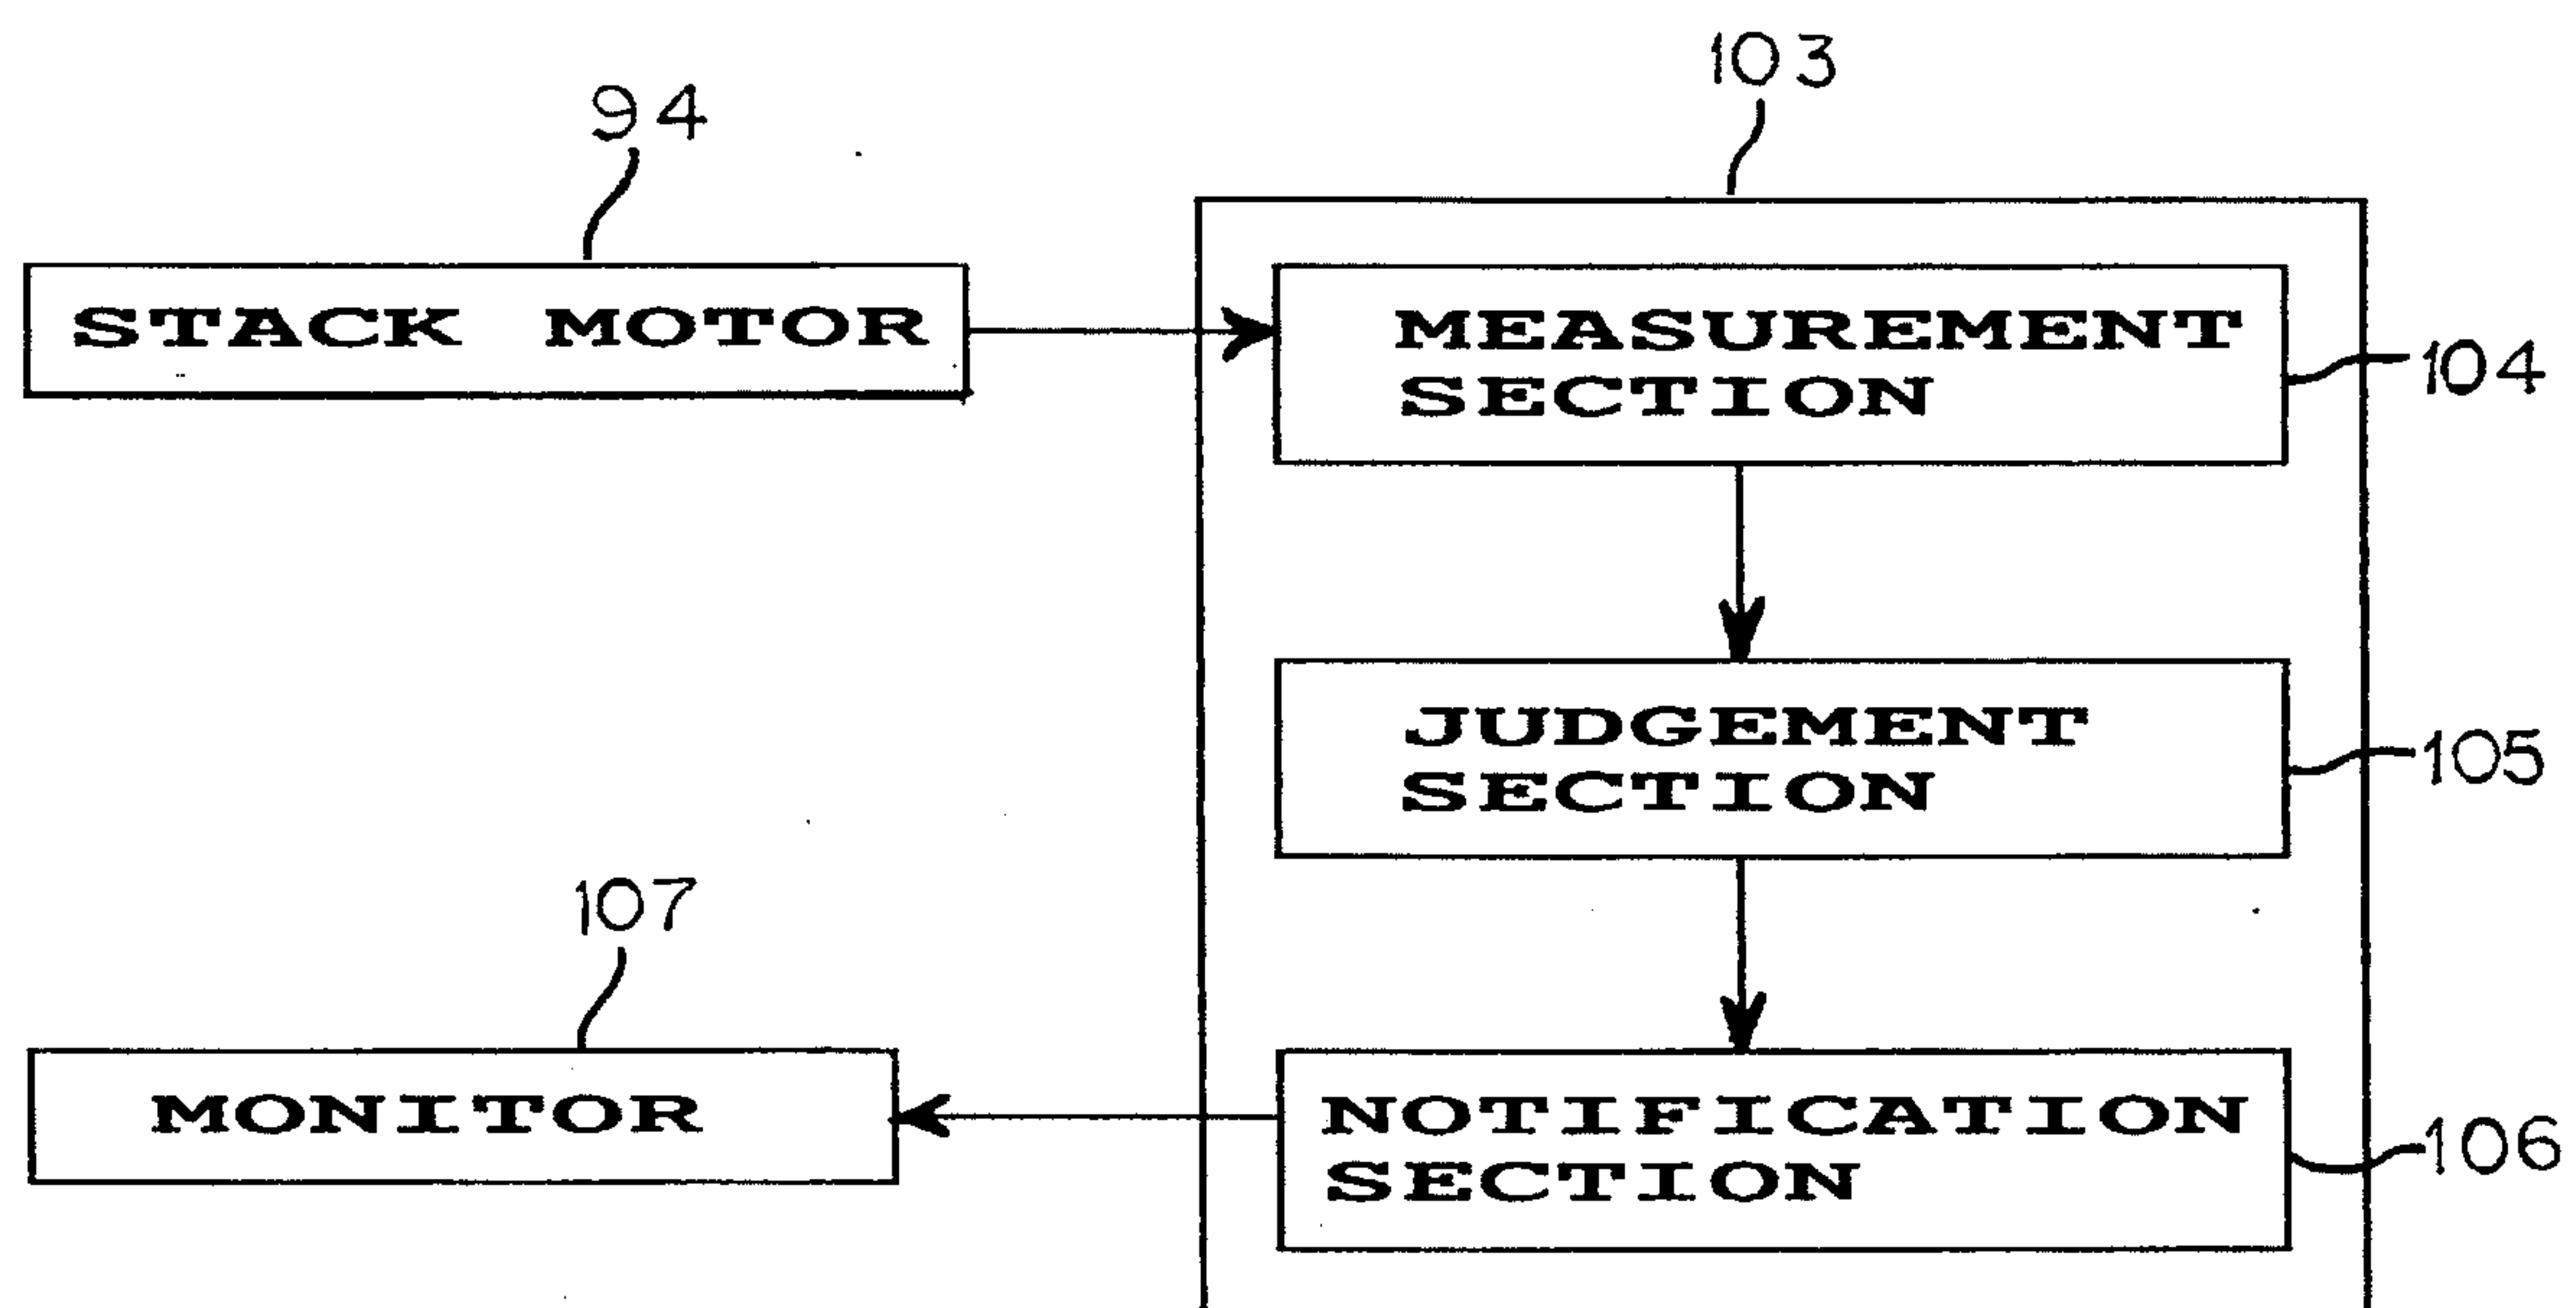 103
94
STACK MOTOR
MEASUREMENT
SECTION
104
JUDGEMENT
SECTION
105
107
MONITOR
NOTIFICATION
SECTION
106